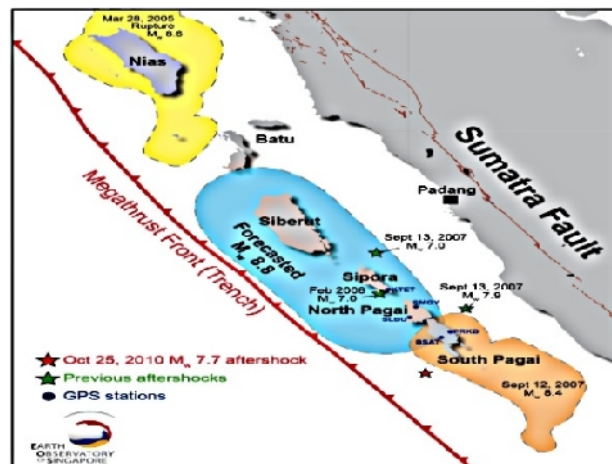 Mar 28, 2005
Rupture
Mw 8.6
Nias
Batu
Megathrust Front (Trench)
Sumatra Fault
Padang
Siberut
Forecasted
Mw 8.8
Sept 13, 2007
Mw 7.0
Sipora
Feb 2008
Mw 7.0
Sept 13, 2007
Mw 7.9
North Pagai
SLBU
BSAT
PRKB
South Pagai
Sept 12, 2007
Mw 8.4
Oct 25, 2010 Mw 7.7 aftershock
Previous aftershocks
GPS stations
EARTH
OBSERVATORY
OF SINGAPORE